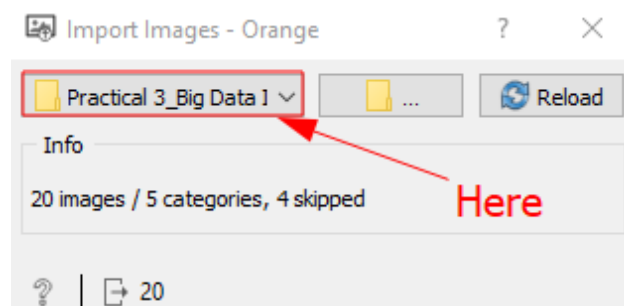 Import Images - Orange ?
Practical 3_Big Data I ... Reload
Info
20 images / 5 categories, 4 skipped
Here
? 20